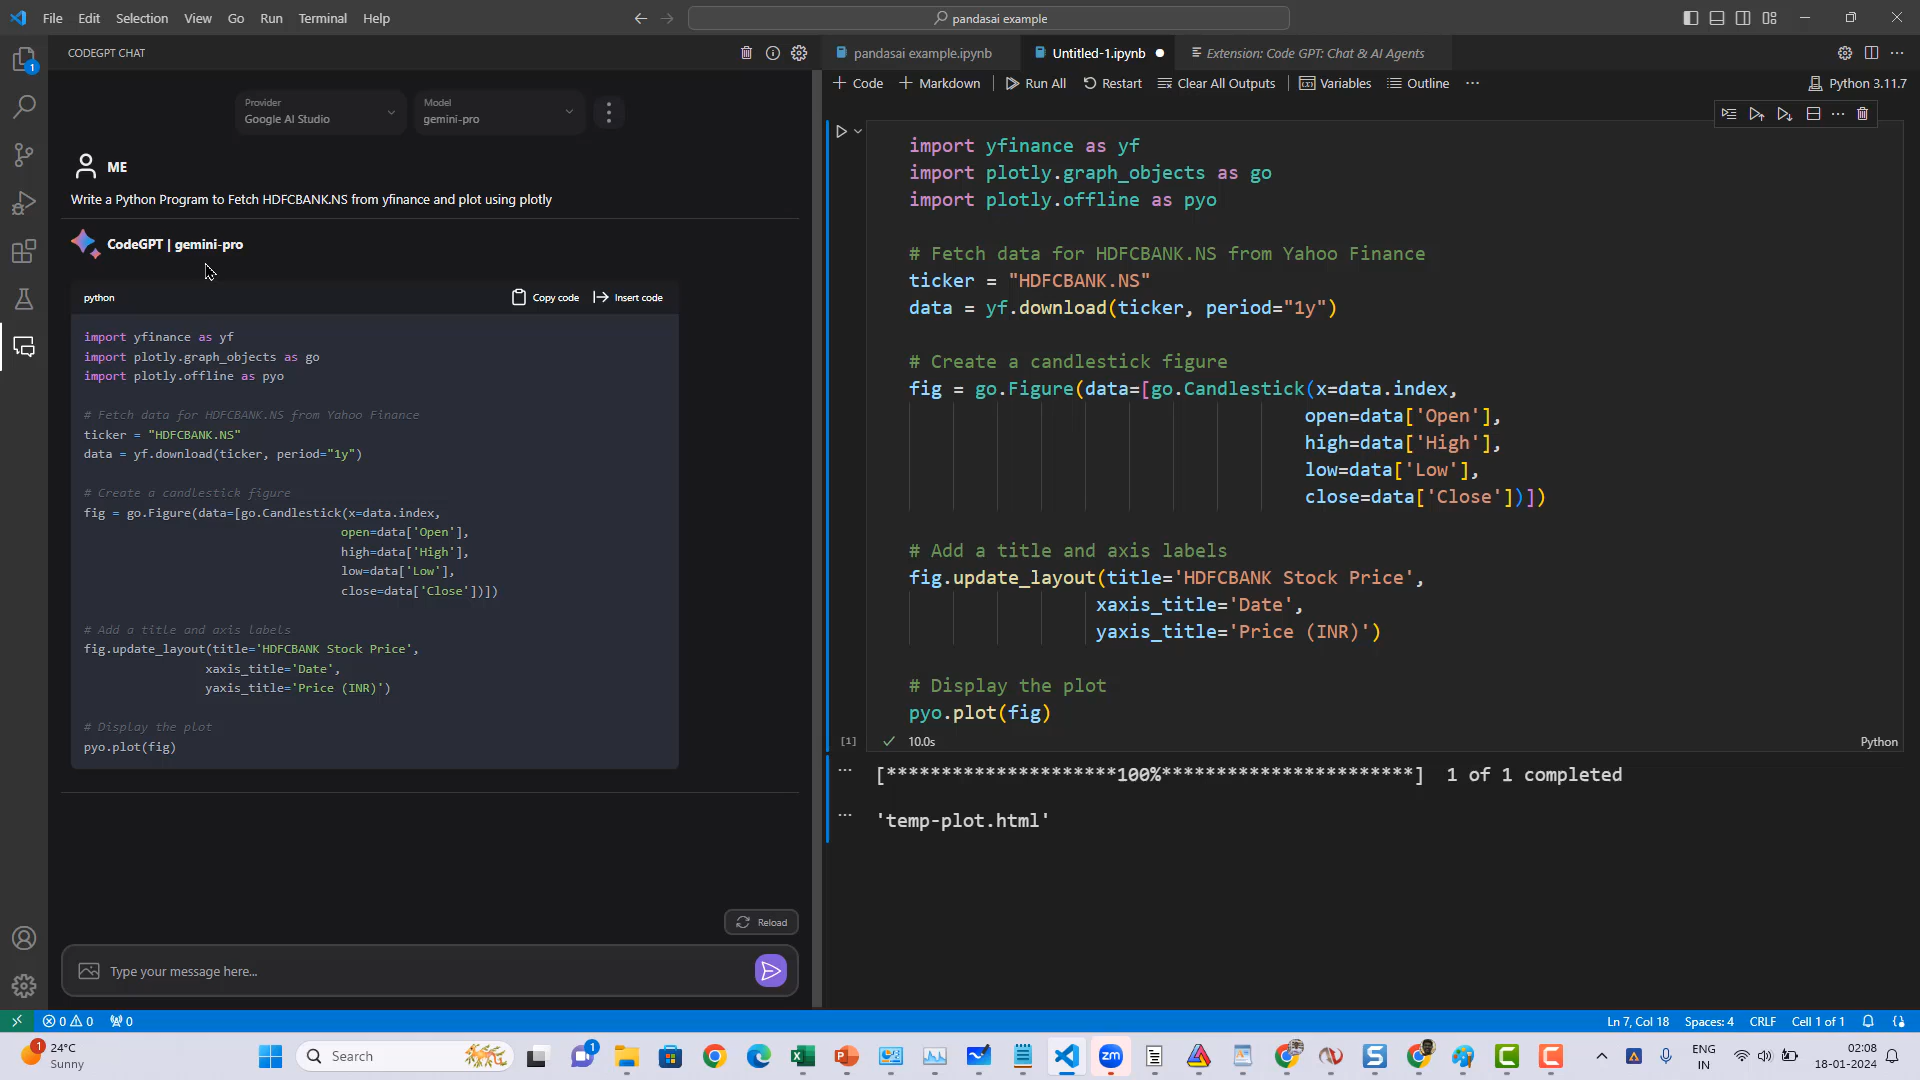 File Edit Selection View Go Run Terminal Help
pandasai example
CODEGPT CHAT
Provider
Google AI Studio
Model
gemini-pro
ME
Write a Python Program to Fetch HDFCBANK.NS from yfinance and plot using plotly
CodeGPT | gemini-pro
python
Copy code
Insert code
import yfinance as yf
import plotly.graph_objects as go
import plotly.offline as pyo
# Fetch data for HDFCBANK.NS from Yahoo Finance
ticker = "HDFCBANK.NS"
data = yf.download(ticker, period="1y")
# Create a candlestick figure
fig = go.Figure(data=[go.Candlestick(x=data.index,
open=data['Open'],
high=data['High'],
low=data['Low'],
close=data['Close'])])
# Add a title and axis labels
fig.update_layout(title='HDFCBANK Stock Price',
xaxis_title='Date',
yaxis_title='Price (INR)')
# Display the plot
pyo.plot(fig)
Reload
Type your message here...
pandasai example.ipynb
Untitled-1.ipynb
Extension: Code GPT: Chat & AI Agents
Code
Markdown
Run All
Restart
Clear All Outputs
Variables
Outline
Python 3.11.7
import yfinance as yf
import plotly.graph_objects as go
import plotly.offline as pyo
# Fetch data for HDFCBANK.NS from Yahoo Finance
ticker = "HDFCBANK.NS"
data = yf.download(ticker, period="1y")
# Create a candlestick figure
fig = go.Figure(data=[go.Candlestick(x=data.index,
open=data['Open'],
high=data['High'],
low=data['Low'],
close=data['Close'])])
# Add a title and axis labels
fig.update_layout(title='HDFCBANK Stock Price',
xaxis_title='Date',
yaxis_title='Price (INR)')
# Display the plot
pyo.plot(fig)
[1]
10.0s
Python
[*********************100%***********************] 1 of 1 completed
'temp-plot.html'
0 0 0
Ln 7, Col 18
Spaces: 4
CRLF
Cell 1 of 1
1
24°C
Sunny
Search
1
zm
ENG
IN
02:08
18-01-2024